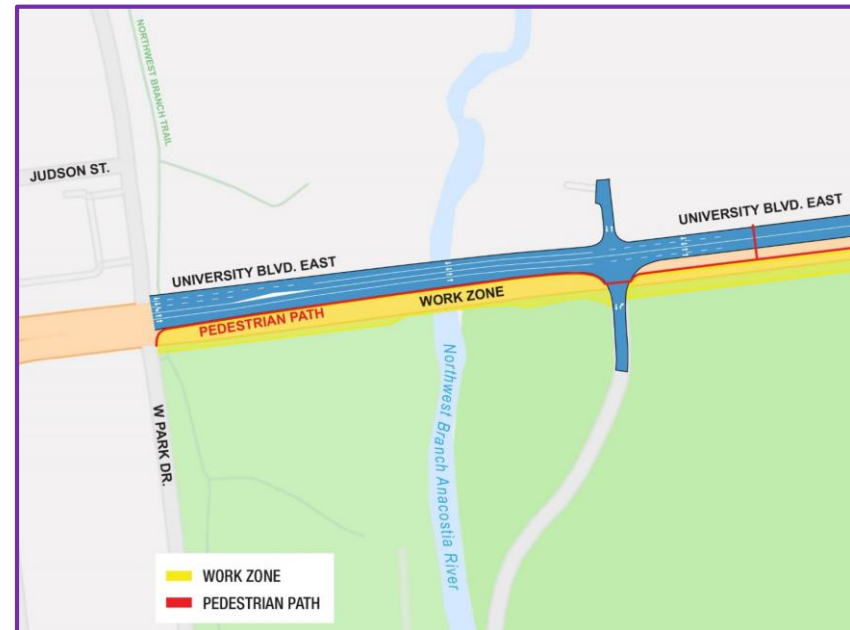 NORTHWEST BRANCH TRAIL
JUDSON ST.
UNIVERSITY BLVD. EAST
UNIVERSITY BLVD. EAST
WORK ZONE
PEDESTRIAN PATH
Northwest Branch Anacostia River
W PARK DR.
WORK ZONE
PEDESTRIAN PATH